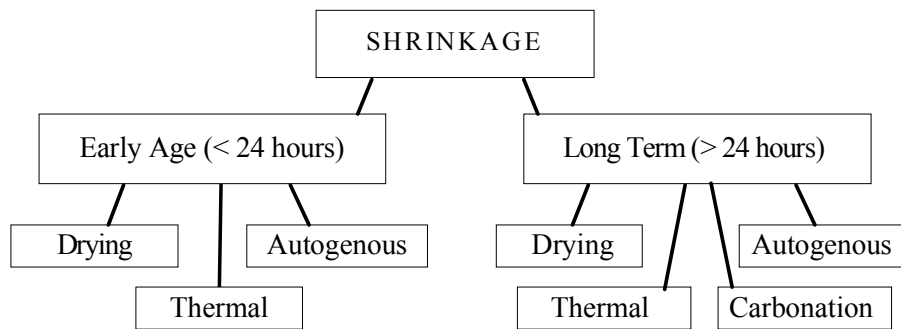 SHRINKAGE
Early Age (< 24 hours)
Long Term (> 24 hours)
Drying
Autogenous
Drying
Autogenous
Thermal
Thermal
Carbonation